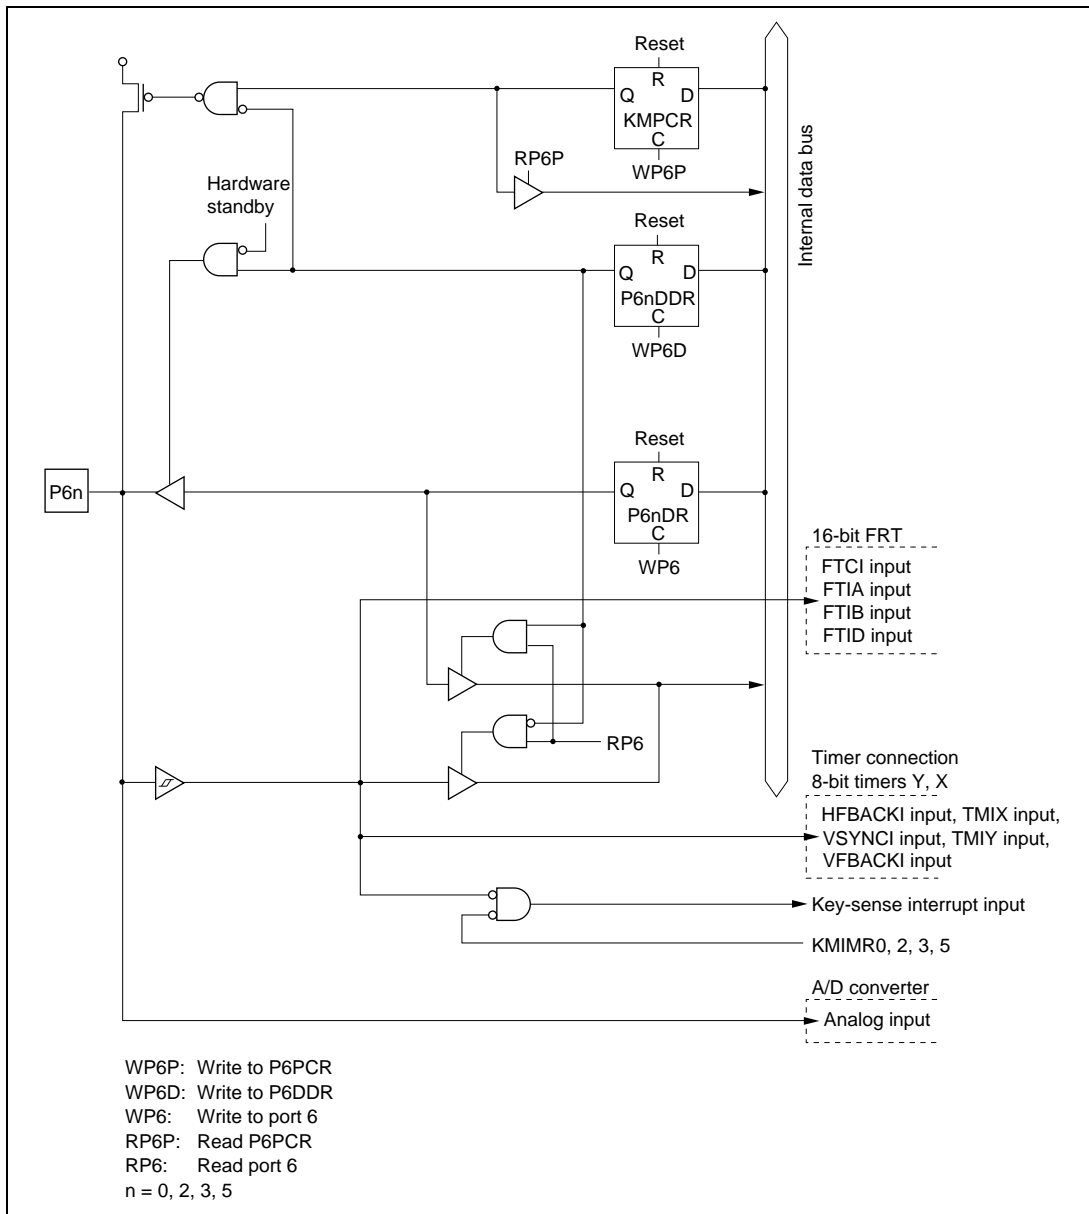 Reset
R
Q D
KMPCR
C
RP6P
WP6P
Hardware
standby
Internal data bus
Reset
R
Q D
P6nDDR
C
WP6D
Reset
P6n
R
Q D
P6nDR
C
WP6
16-bit FRT
FTCI input
FTIA input
FTIB input
FTID input
RP6
Timer connection
8-bit timers Y, X
HFBACKI input, TMIX input,
VSYNCI input, TMIY input,
VFBACKI input
Key-sense interrupt input
KMIMR0, 2, 3, 5
A/D converter
Analog input
WP6P: Write to P6PCR
WP6D: Write to P6DDR
WP6: Write to port 6
RP6P: Read P6PCR
RP6: Read port 6
n = 0, 2, 3, 5